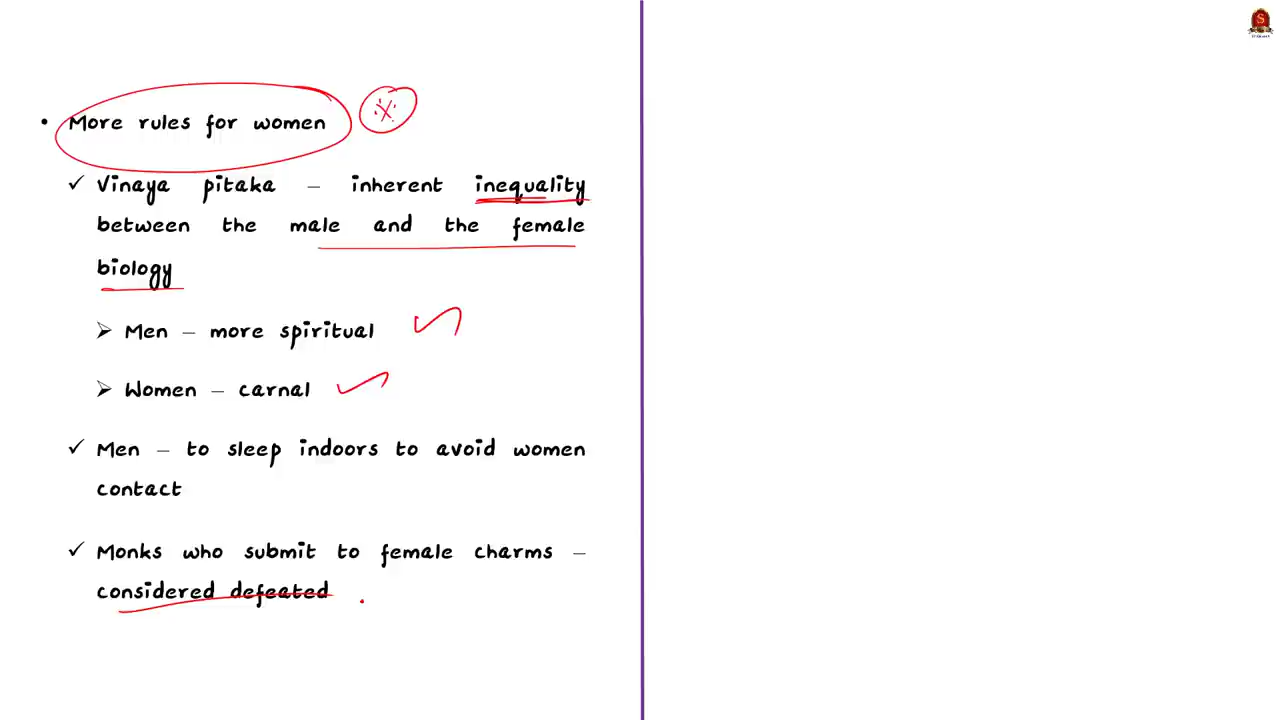 • More rules for women
✓ Vinaya pitaka – inherent inequality
between the male and the female
biology
➢ Men – more spiritual
➢ Women – carnal
✓ Men – to sleep indoors to avoid women
contact
✓ Monks who submit to female charms –
considered defeated